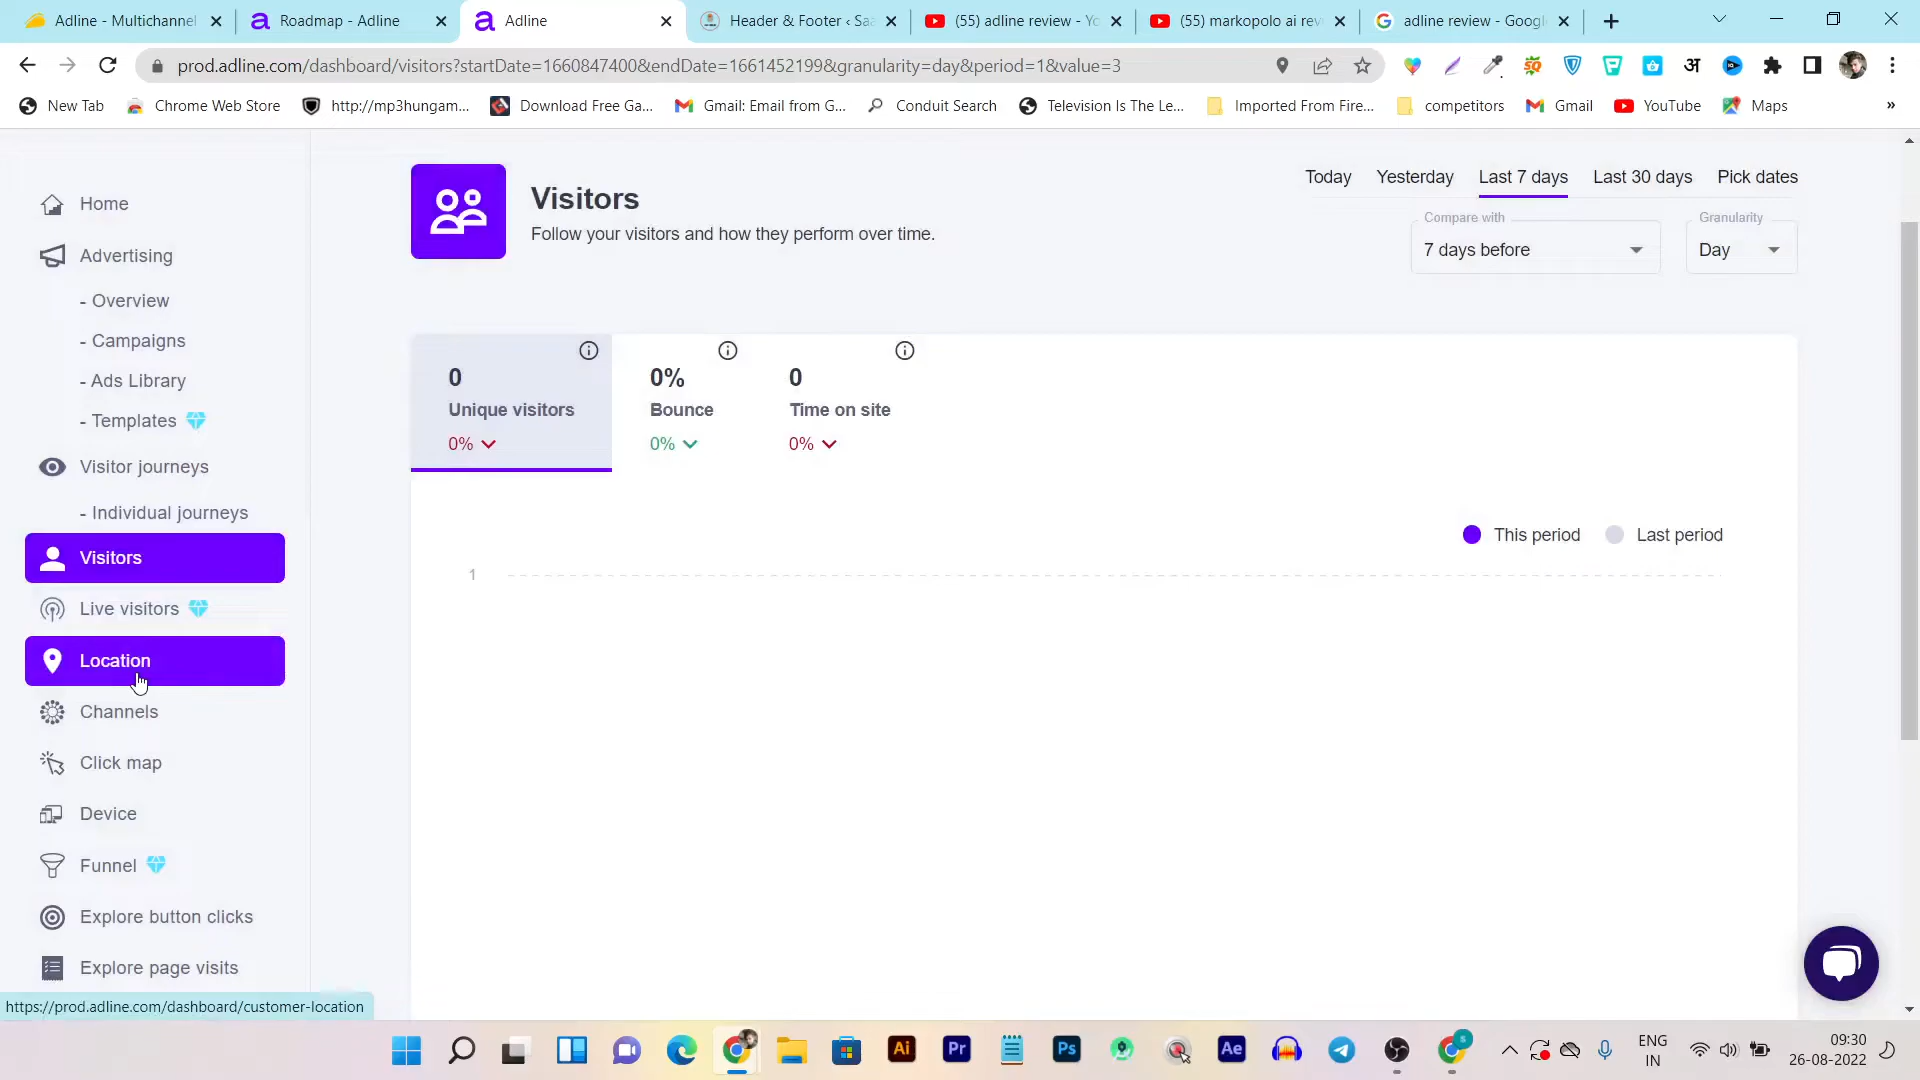 Adline - Multichannel
Roadmap - Adline
Adline
Header & Footer ‹ Saa
(55) adline review - Yo
(55) markopolo ai rev
adline review - Google
prod.adline.com/dashboard/visitors?startDate=1660847400&endDate=1661452199&granularity=day&period=1&value=3
New Tab
Chrome Web Store
http://mp3hungam...
Download Free Ga...
Gmail: Email from G...
Conduit Search
Television Is The Le...
Imported From Fire...
competitors
Gmail
YouTube
Maps
»
Home
Advertising
- Overview
- Campaigns
- Ads Library
- Templates
Visitor journeys
- Individual journeys
Visitors
Live visitors
Location
Channels
Click map
Device
Funnel
Explore button clicks
Explore page visits
https://prod.adline.com/dashboard/customer-location
Visitors
Follow your visitors and how they perform over time.
Today
Yesterday
Last 7 days
Last 30 days
Pick dates
Compare with
7 days before
Granularity
Day
0
Unique visitors
0%
0%
Bounce
0%
0
Time on site
0%
This period
Last period
1
Ai
Pr
Ps
Ae
ENG
IN
09:30
26-08-2022